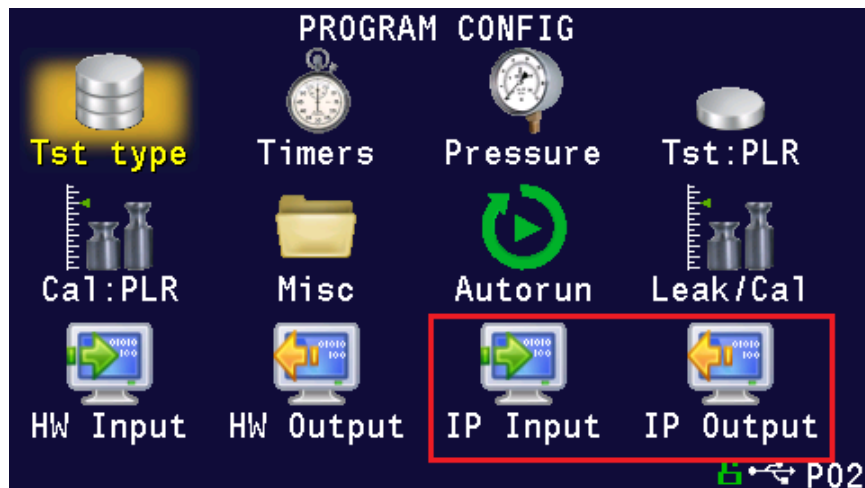 PROGRAM CONFIG
Tst type Timers Pressure Tst:PLR
Cal:PLR Misc Autorun Leak/Cal
HW Input HW Output IP Input IP Output
P02